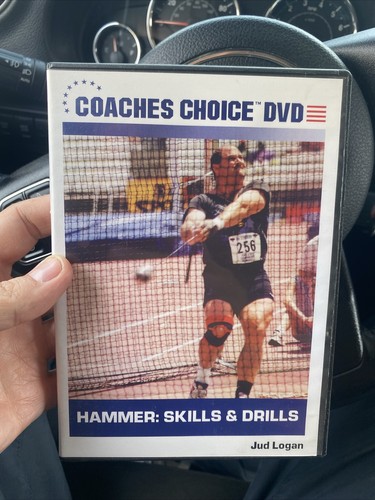 COACHES CHOICE™ DVD
256
HAMMER: SKILLS & DRILLS
Jud Logan